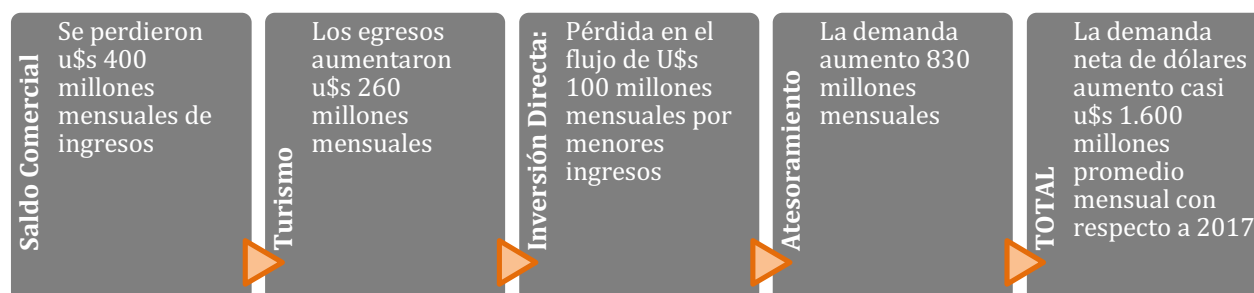 Saldo Comercial
Se perdieron
u$s 400
millones
mensuales de
ingresos
Turismo
Los egresos
aumentaron
u$s 260
millones
mensuales
Inversión Directa:
Pérdida en el
flujo de U$s
100 millones
mensuales por
menores
ingresos
Atesoramiento
La demanda
aumento 830
millones
mensuales
TOTAL
La demanda
neta de dólares
aumento casi
u$s 1.600
millones
promedio
mensual con
respecto a 2017